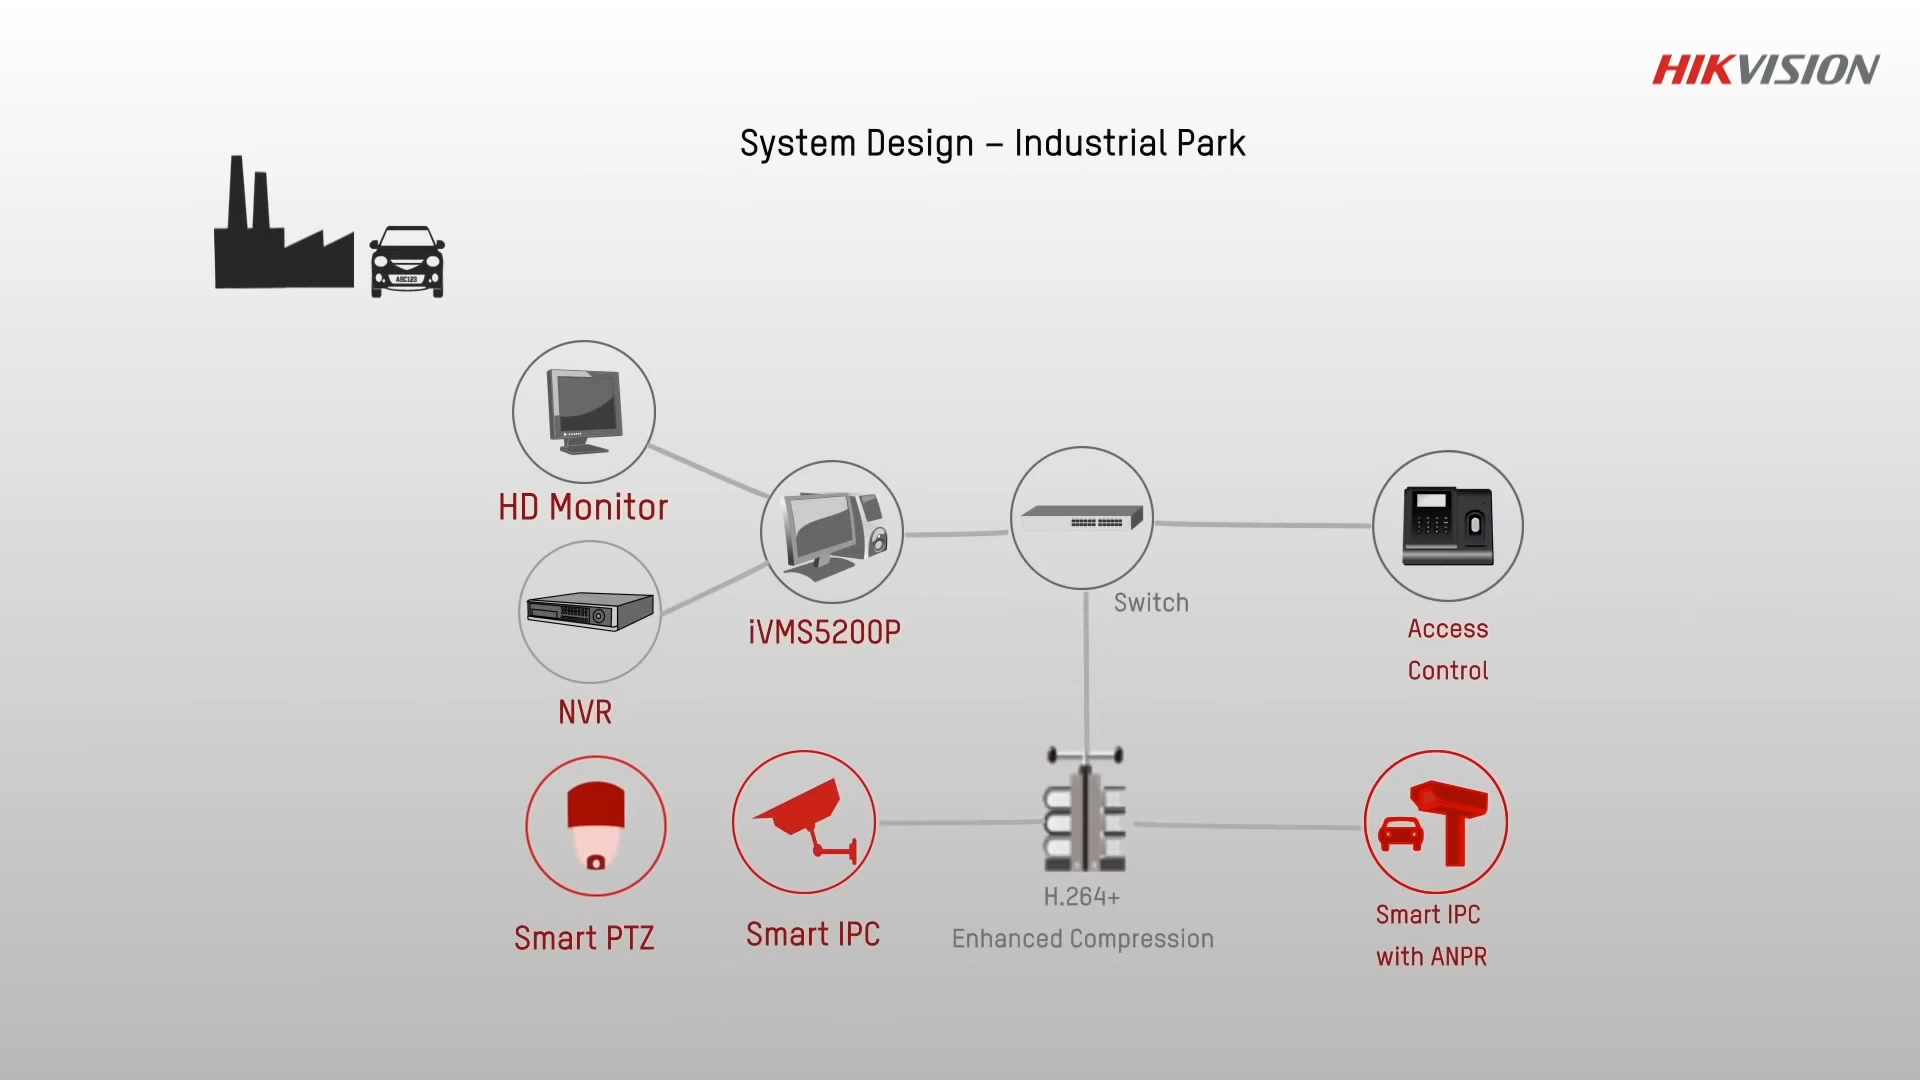 HIKVISION
System Design – Industrial Park
ABC123
HD Monitor
NVR
iVMS5200P
Switch
Access
Control
Smart PTZ
Smart IPC
H.264+
Enhanced Compression
Smart IPC
with ANPR